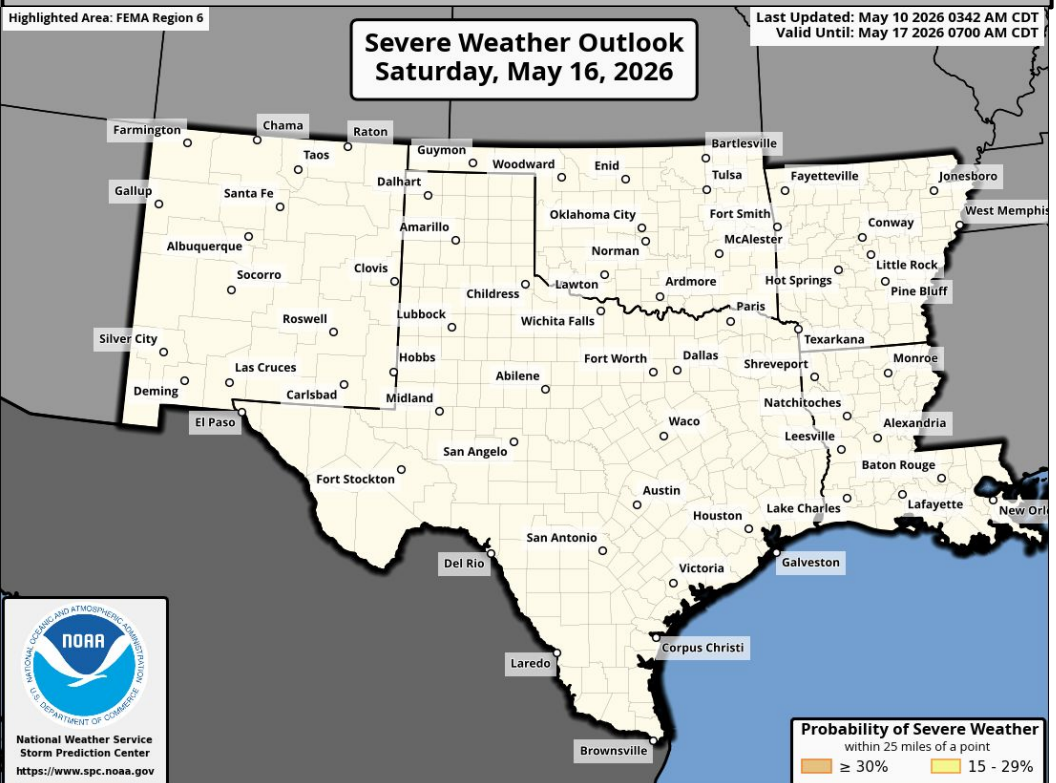 Highlighted Area: FEMA Region 6
Severe Weather Outlook
Saturday, May 16, 2026
Last Updated: May 10 2026 0342 AM CDT
Valid Until: May 17 2026 0700 AM CDT
Farmington
Chama
Raton
Taos
Guymon
Woodward
Enid
Bartlesville
Tulsa
Fayetteville
Jonesboro
Gallup
Santa Fe
Dalhart
Oklahoma City
Fort Smith
West Memphis
Albuquerque
Amarillo
Norman
McAlester
Conway
Socorro
Clovis
Childress
Lawton
Ardmore
Hot Springs
Little Rock
Pine Bluff
Roswell
Lubbock
Wichita Falls
Paris
Texarkana
Silver City
Las Cruces
Hobbs
Fort Worth
Dallas
Shreveport
Monroe
Deming
Carlsbad
Midland
Abilene
Natchitoches
El Paso
San Angelo
Waco
Leesville
Alexandria
Fort Stockton
Baton Rouge
Austin
Houston
Lake Charles
Lafayette
New Orl
Del Rio
San Antonio
Victoria
Galveston
Laredo
Corpus Christi
Brownsville
NATIONAL OCEANIC AND ATMOSPHERIC ADMINISTRATION
NOAA
U.S. DEPARTMENT OF COMMERCE
National Weather Service
Storm Prediction Center
https://www.spc.noaa.gov
Probability of Severe Weather
within 25 miles of a point
≥ 30%
15 - 29%